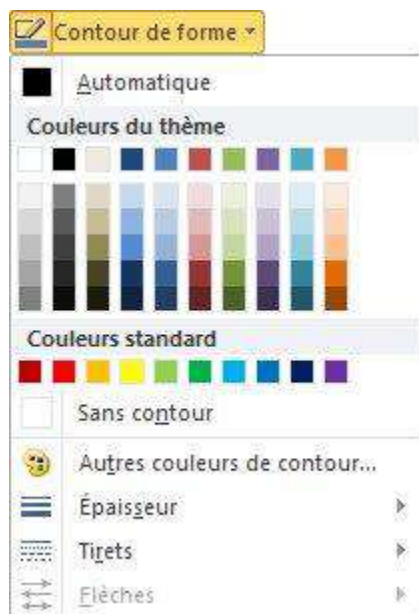 Contour de forme
Automatique
Couleurs du thème
Couleurs standard
Sans contour
Autres couleurs de contour...
Épaisseur
Tirets
Flèches